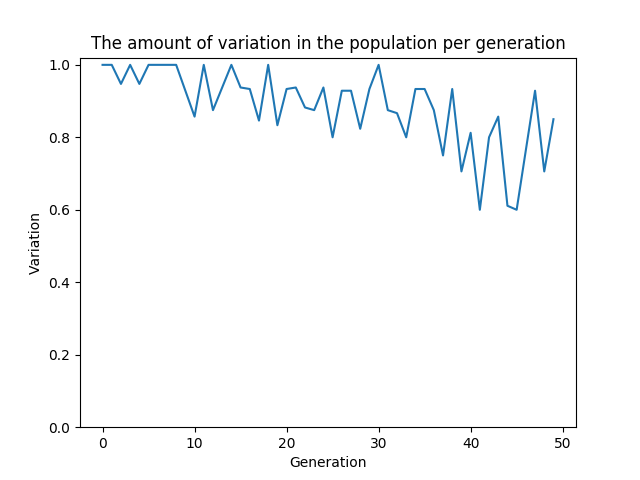 The amount of variation in the population per generation
1.0
0.8
0.6
0.4
0.2
0.0
Variation
0 10 20 30 40 50
Generation